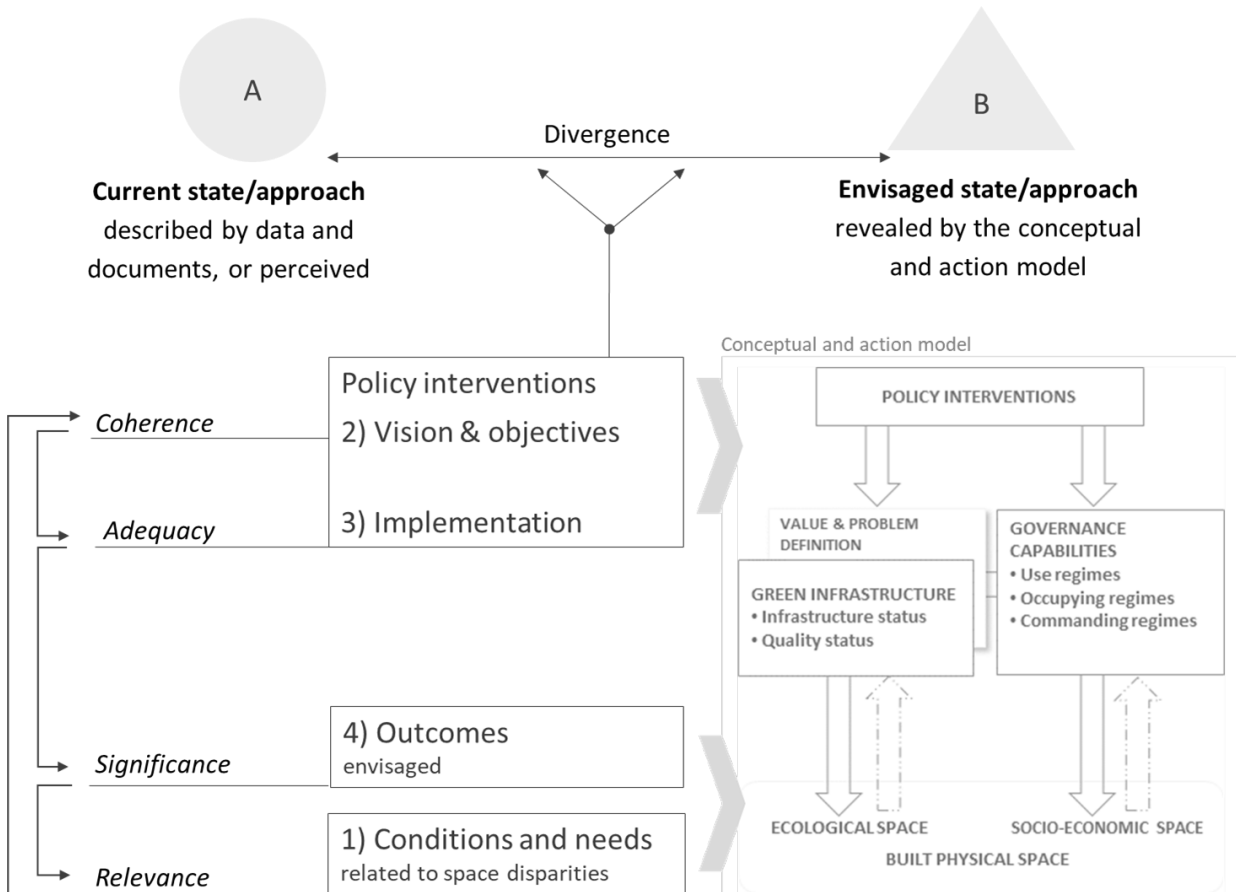 A
B
Divergence
Current state/approach
described by data and
documents, or perceived
Envisaged state/approach
revealed by the conceptual
and action model
Coherence
Adequacy
Significance
Relevance
Policy interventions
2) Vision & objectives
3) Implementation
4) Outcomes
envisaged
1) Conditions and needs
related to space disparities
Conceptual and action model
POLICY INTERVENTIONS
VALUE & PROBLEM
DEFINITION
GREEN INFRASTRUCTURE
• Infrastructure status
• Quality status
GOVERNANCE
CAPABILITIES
• Use regimes
• Occupying regimes
• Commanding regimes
ECOLOGICAL SPACE
SOCIO-ECONOMIC SPACE
BUILT PHYSICAL SPACE